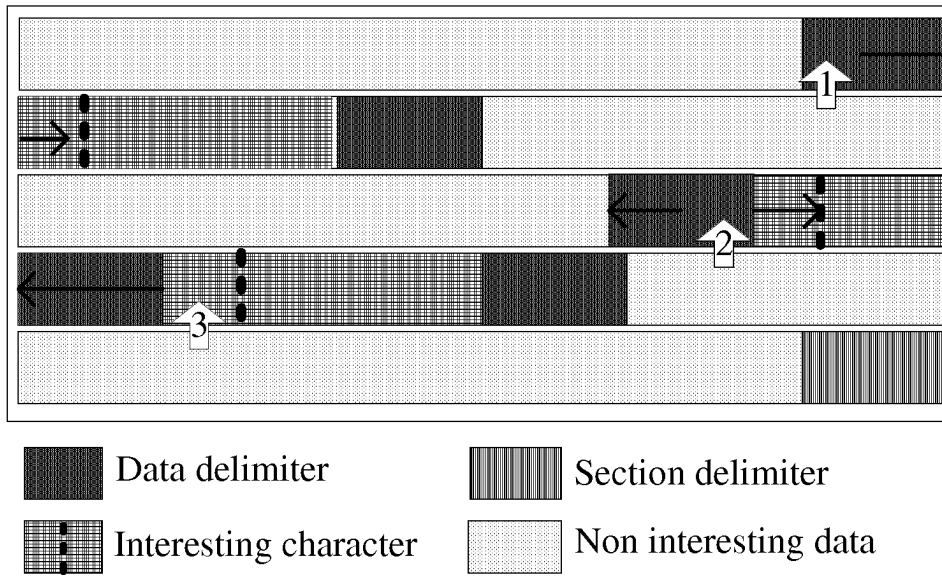 1
2
3
Data delimiter
Section delimiter
Interesting character
Non interesting data